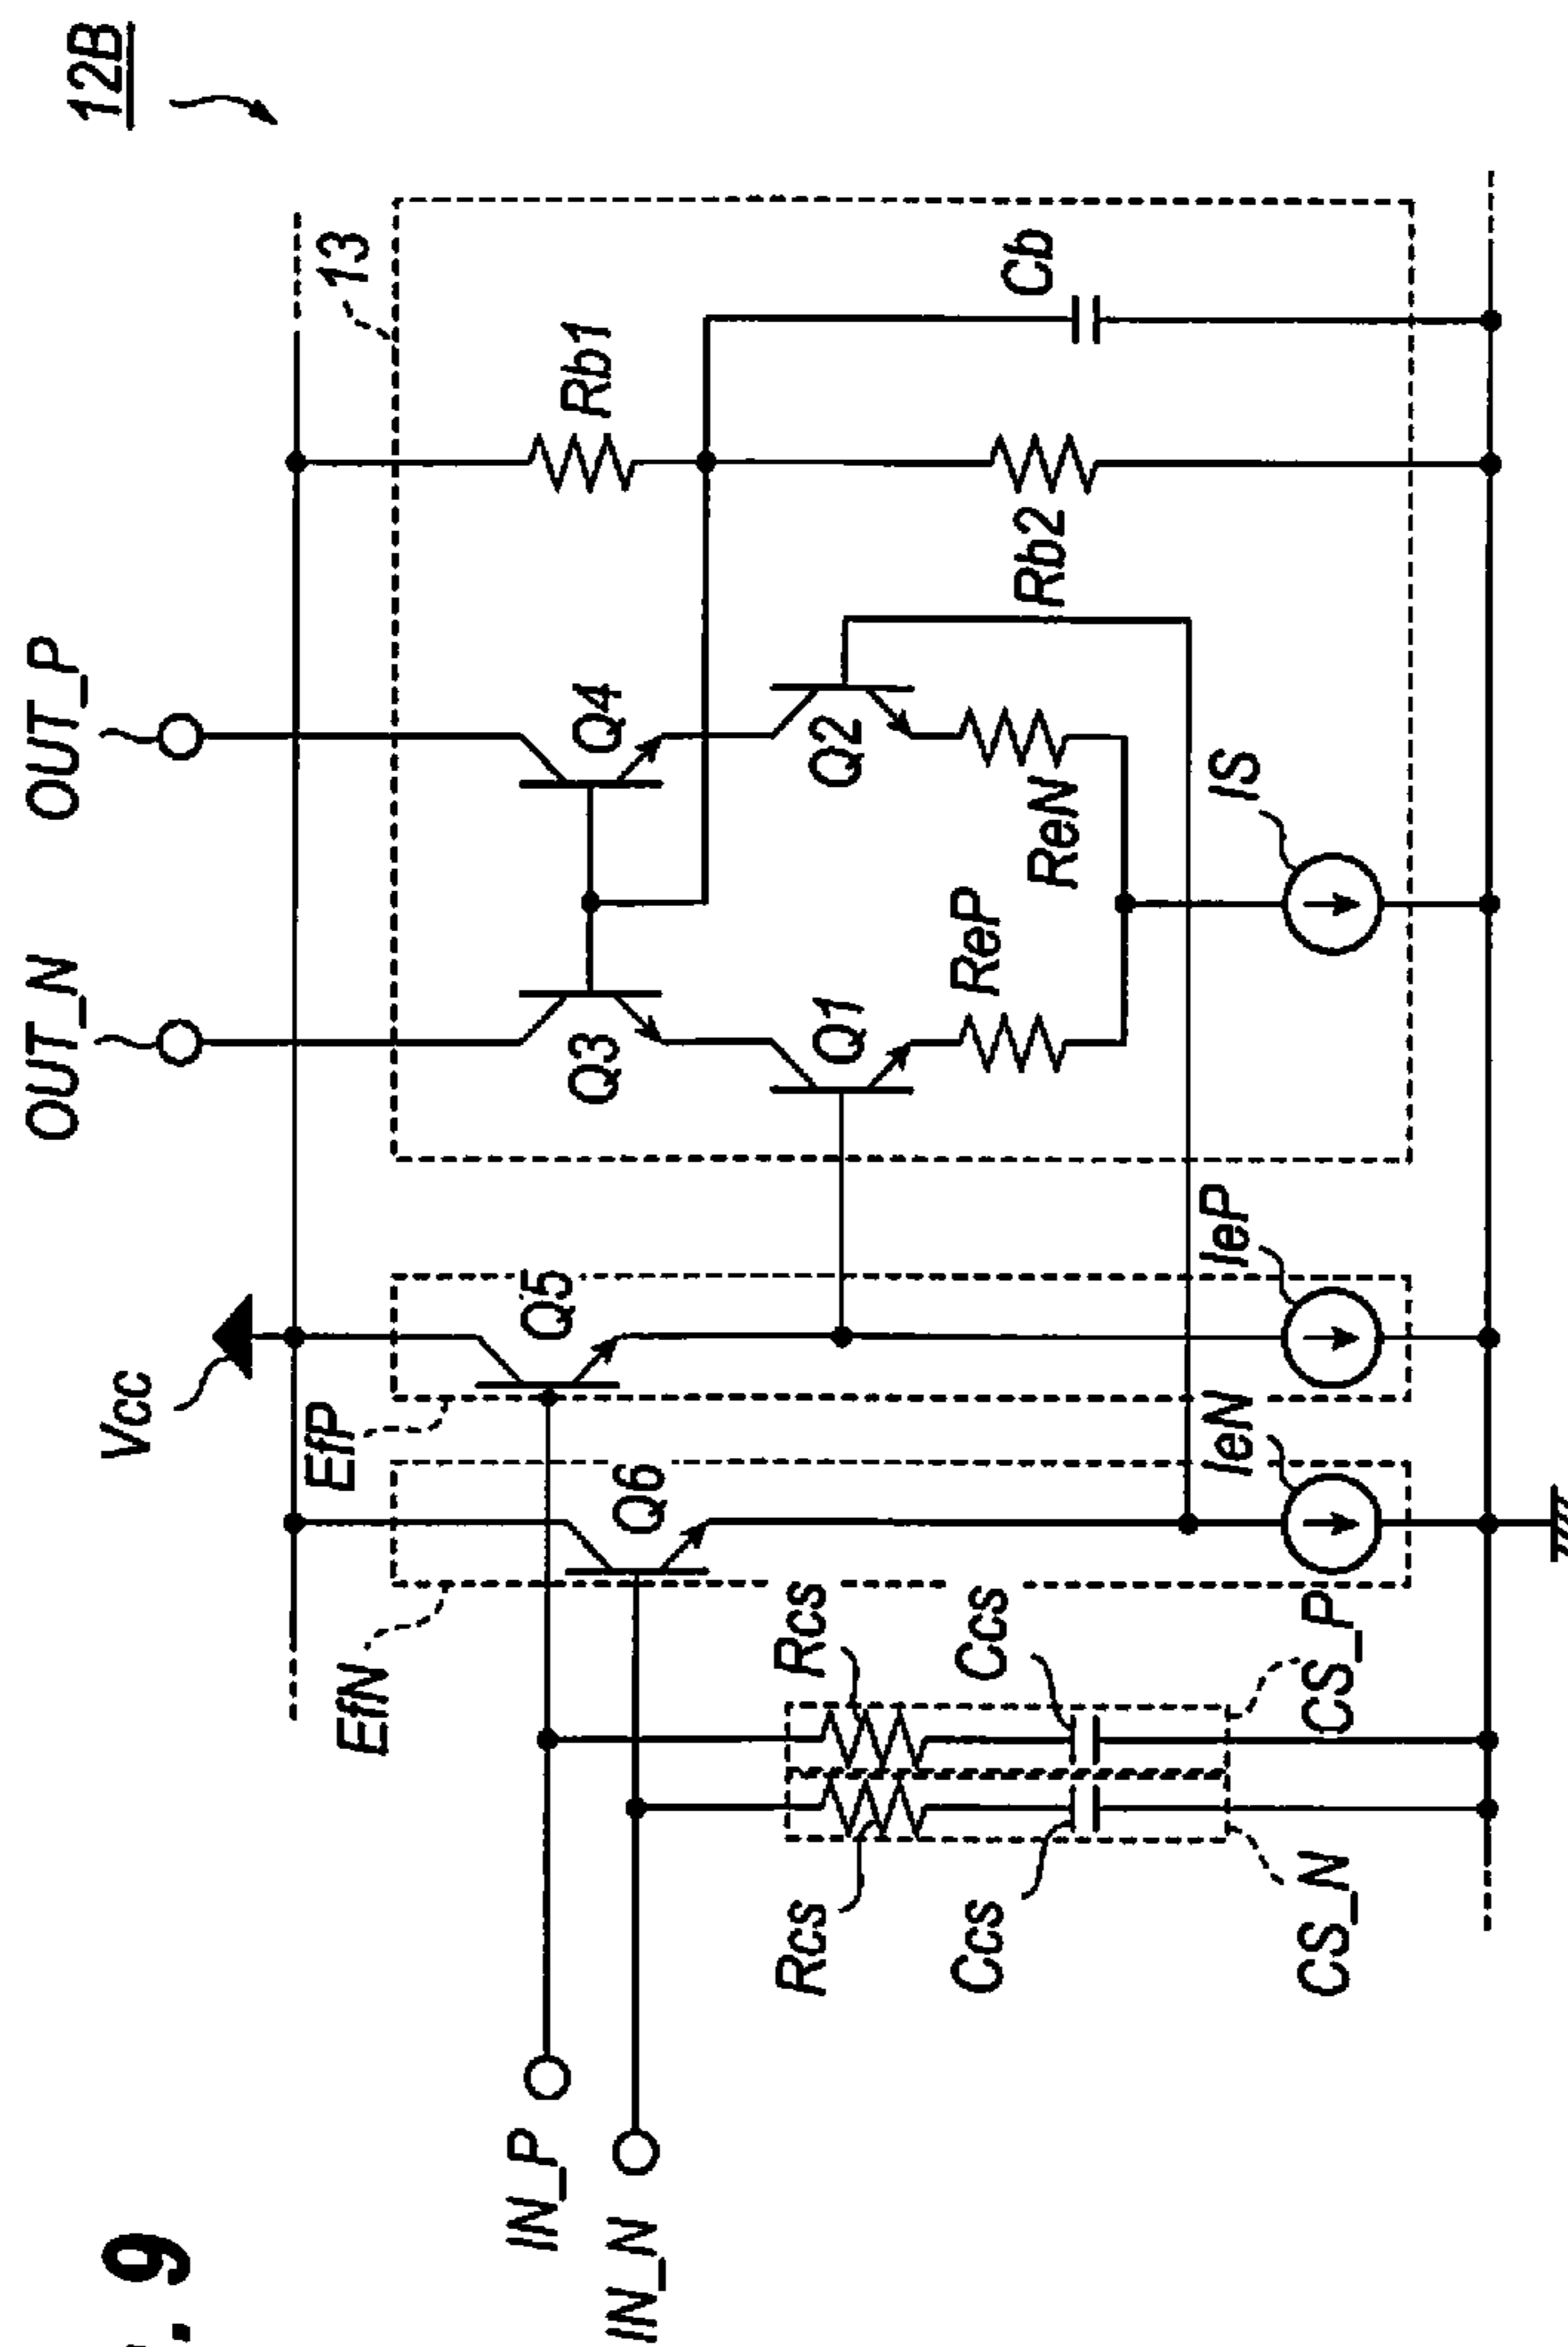 . 9
12B
OUT_N
OUT_P
Vcc
13
EfP
EfN
Q5
Q6
Q3
Q4
Rb1
Cb
IN_P
IN_N
Q1
Q2
Rb2
Rcs
Rcs
ReP
ReN
Ccs
Ccs
IeP
IeN
IS
CS_P
CS_N